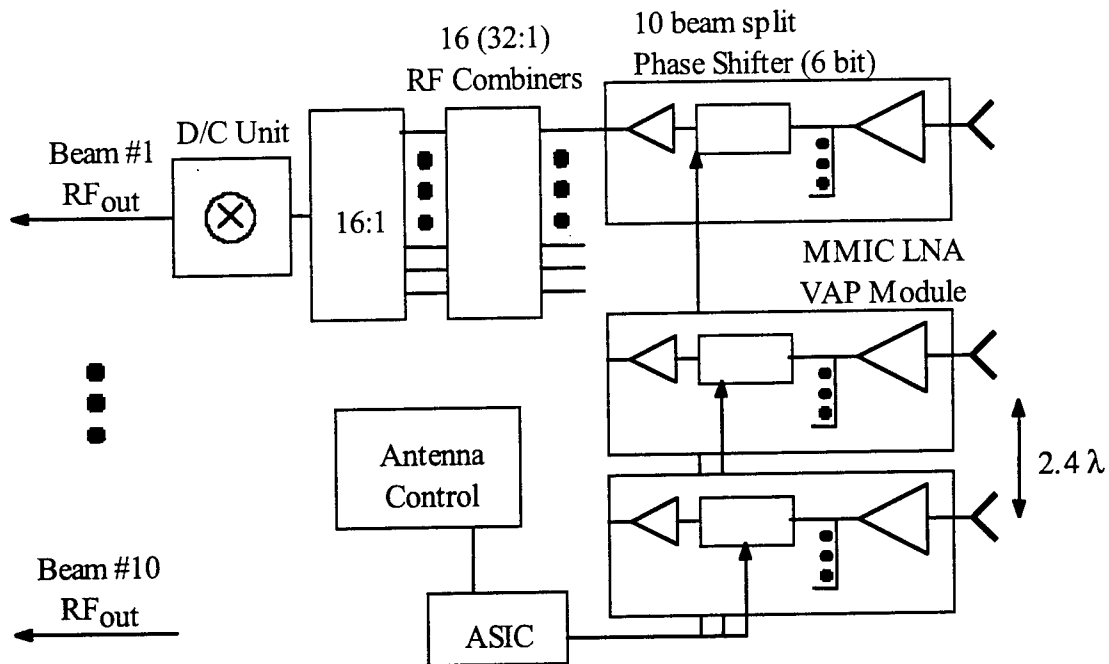 16 (32:1)
RF Combiners
10 beam split
Phase Shifter (6 bit)
D/C Unit
Beam #1
RFout
16:1
MMIC LNA
VAP Module
Antenna
Control
2.4 λ
Beam #10
RFout
ASIC